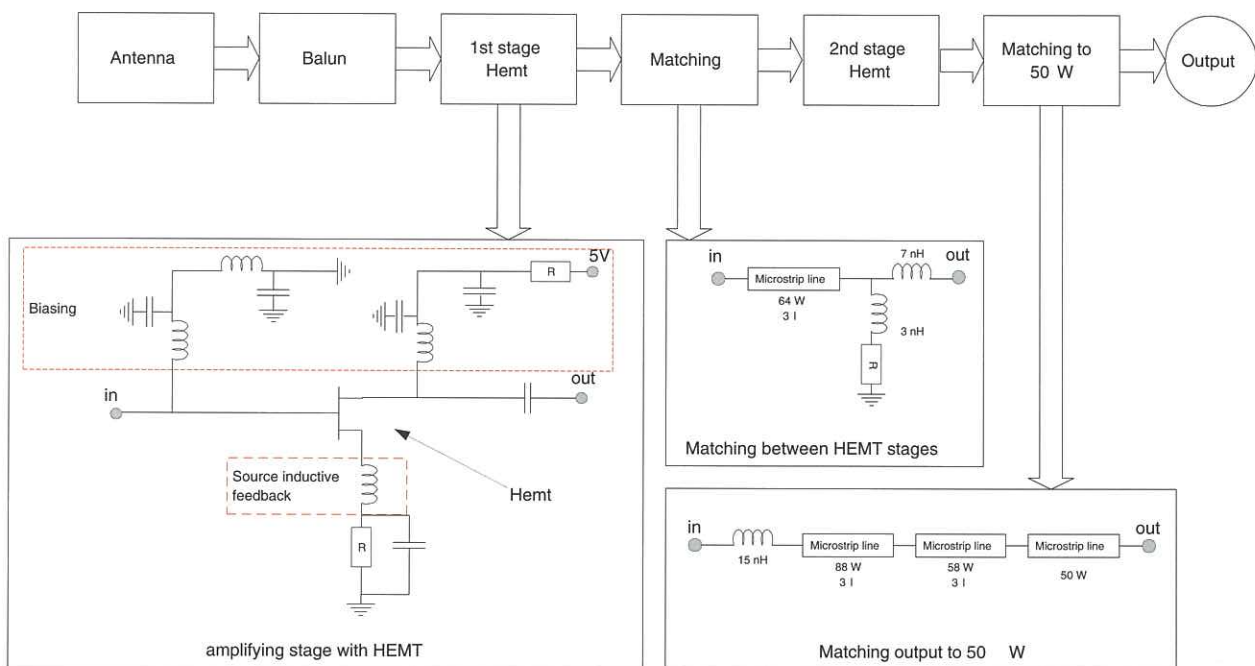 Antenna
Balun
1st stage
Hemt
Matching
2nd stage
Hemt
Matching to
50 W
Output
5V
R
Biasing
in
out
Source inductive
feedback
Hemt
R
amplifying stage with HEMT
in
7 nH
out
Microstrip line
64 W
3 l
3 nH
R
Matching between HEMT stages
in
out
15 nH
Microstrip line
88 W
3 l
Microstrip line
58 W
3 l
Microstrip line
50 W
Matching output to 50 W